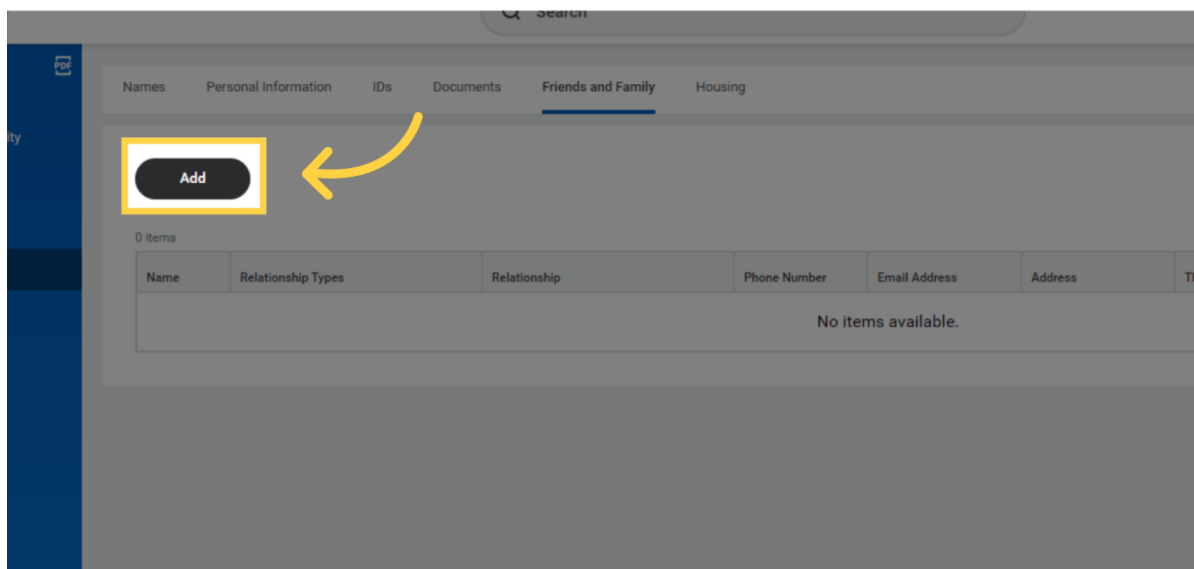 Search
PDF
Names Personal Information IDs Documents Friends and Family Housing
ity
Add
0 items
Name Relationship Types Relationship Phone Number Email Address Address
No items available.